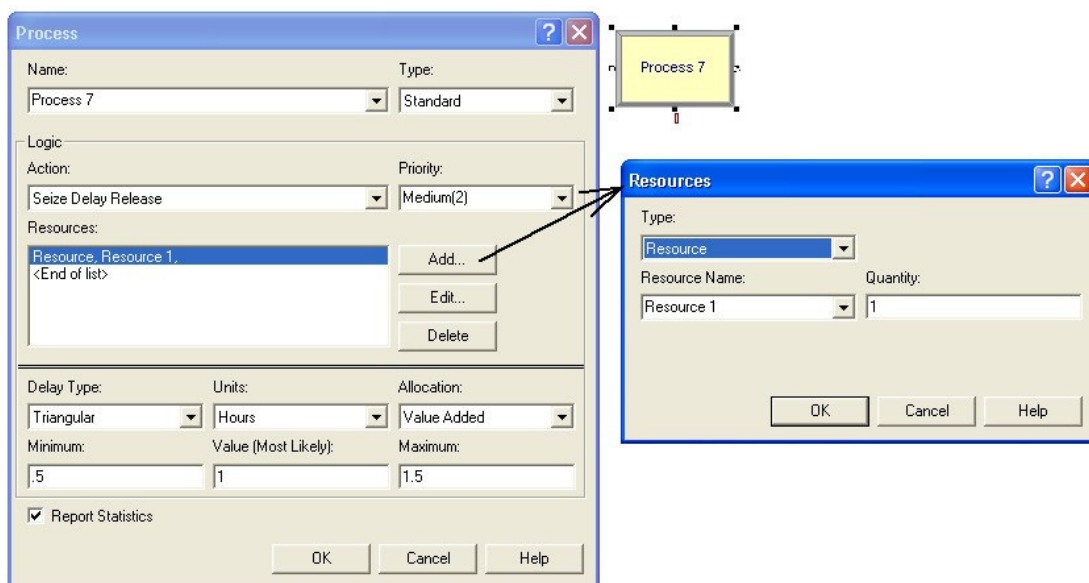 Process
Name:
Type:
Process 7
Standard
Logic
Action:
Priority:
Seize Delay Release
Medium(2)
Resources:
Resource, Resource 1,
<End of list>
Add...
Edit...
Delete
Delay Type:
Units:
Allocation:
Triangular
Hours
Value Added
Minimum:
Value (Most Likely):
Maximum:
.5
1
1.5
Report Statistics
OK
Cancel
Help
Process 7
Resources
Type:
Resource
Resource Name:
Quantity:
Resource 1
1
OK
Cancel
Help